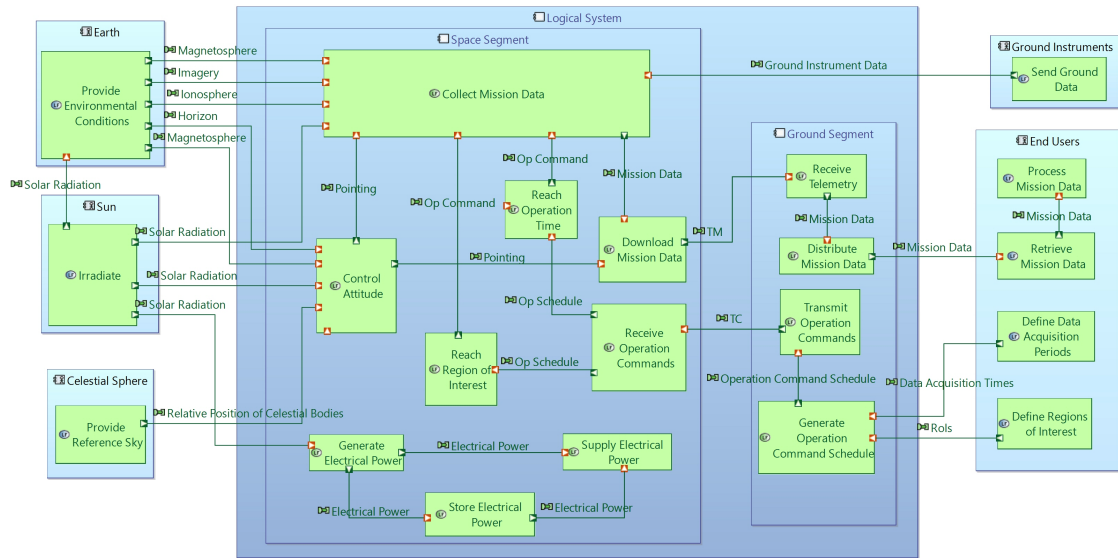 Logical System
Earth
Space Segment
Ground Instruments
Magnetosphere
Imagery
Ionosphere
Horizon
Magnetosphere
Provide
Environmental
Conditions
Collect Mission Data
Ground Instrument Data
Send Ground
Data
Solar Radiation
Sun
Irradiate
Solar Radiation
Solar Radiation
Solar Radiation
Pointing
Op Command
Op Command
Reach
Operation
Time
Mission Data
Download
Mission Data
TM
Pointing
Control
Attitude
Ground Segment
Receive
Telemetry
Mission Data
Distribute
Mission Data
Mission Data
End Users
Process
Mission Data
Mission Data
Retrieve
Mission Data
Op Schedule
Op Schedule
Receive
Operation
Commands
Reach
Region of
Interest
TC
Transmit
Operation
Commands
Define Data
Acquisition
Periods
Operation Command Schedule
Data Acquisition Times
RoIs
Generate
Operation
Command Schedule
Define Regions
of Interest
Celestial Sphere
Provide
Reference Sky
Relative Position of Celestial Bodies
Generate
Electrical Power
Electrical Power
Supply Electrical
Power
Electrical Power
Store Electrical
Power
Electrical Power